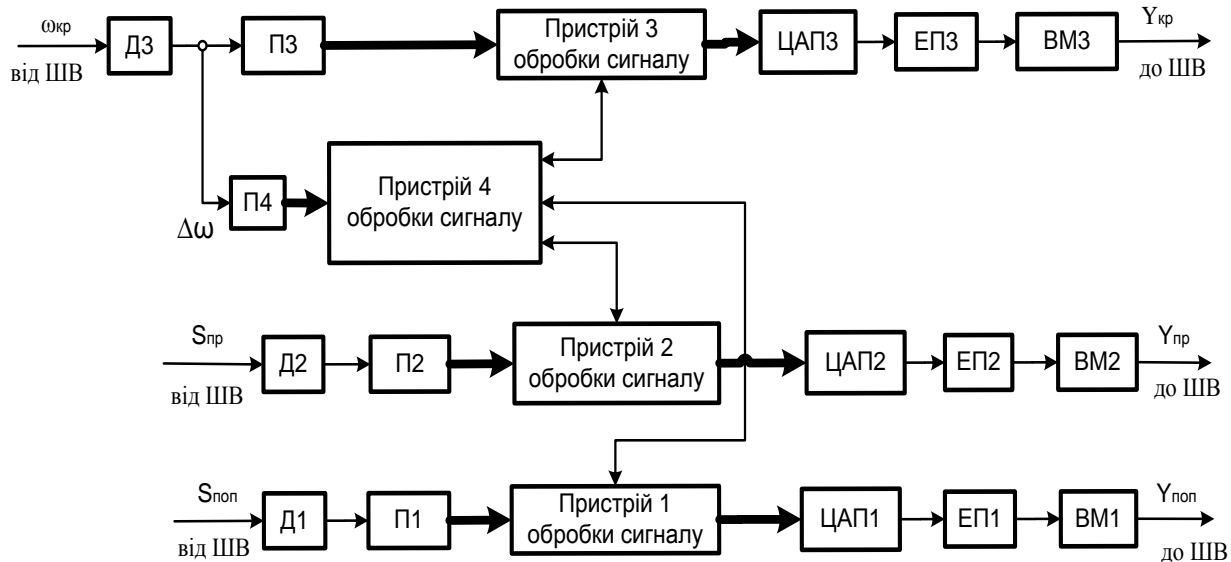 ωкр
від ШВ
Д3
П3
Пристрій 3
обробки сигналу
ЦАП3
ЕП3
ВМ3
Yкр
до ШВ
П4
Δω
Пристрій 4
обробки сигналу
Sпр
від ШВ
Д2
П2
Пристрій 2
обробки сигналу
ЦАП2
ЕП2
ВМ2
Yпр
до ШВ
Sпоп
від ШВ
Д1
П1
Пристрій 1
обробки сигналу
ЦАП1
ЕП1
ВМ1
Yпоп
до ШВ